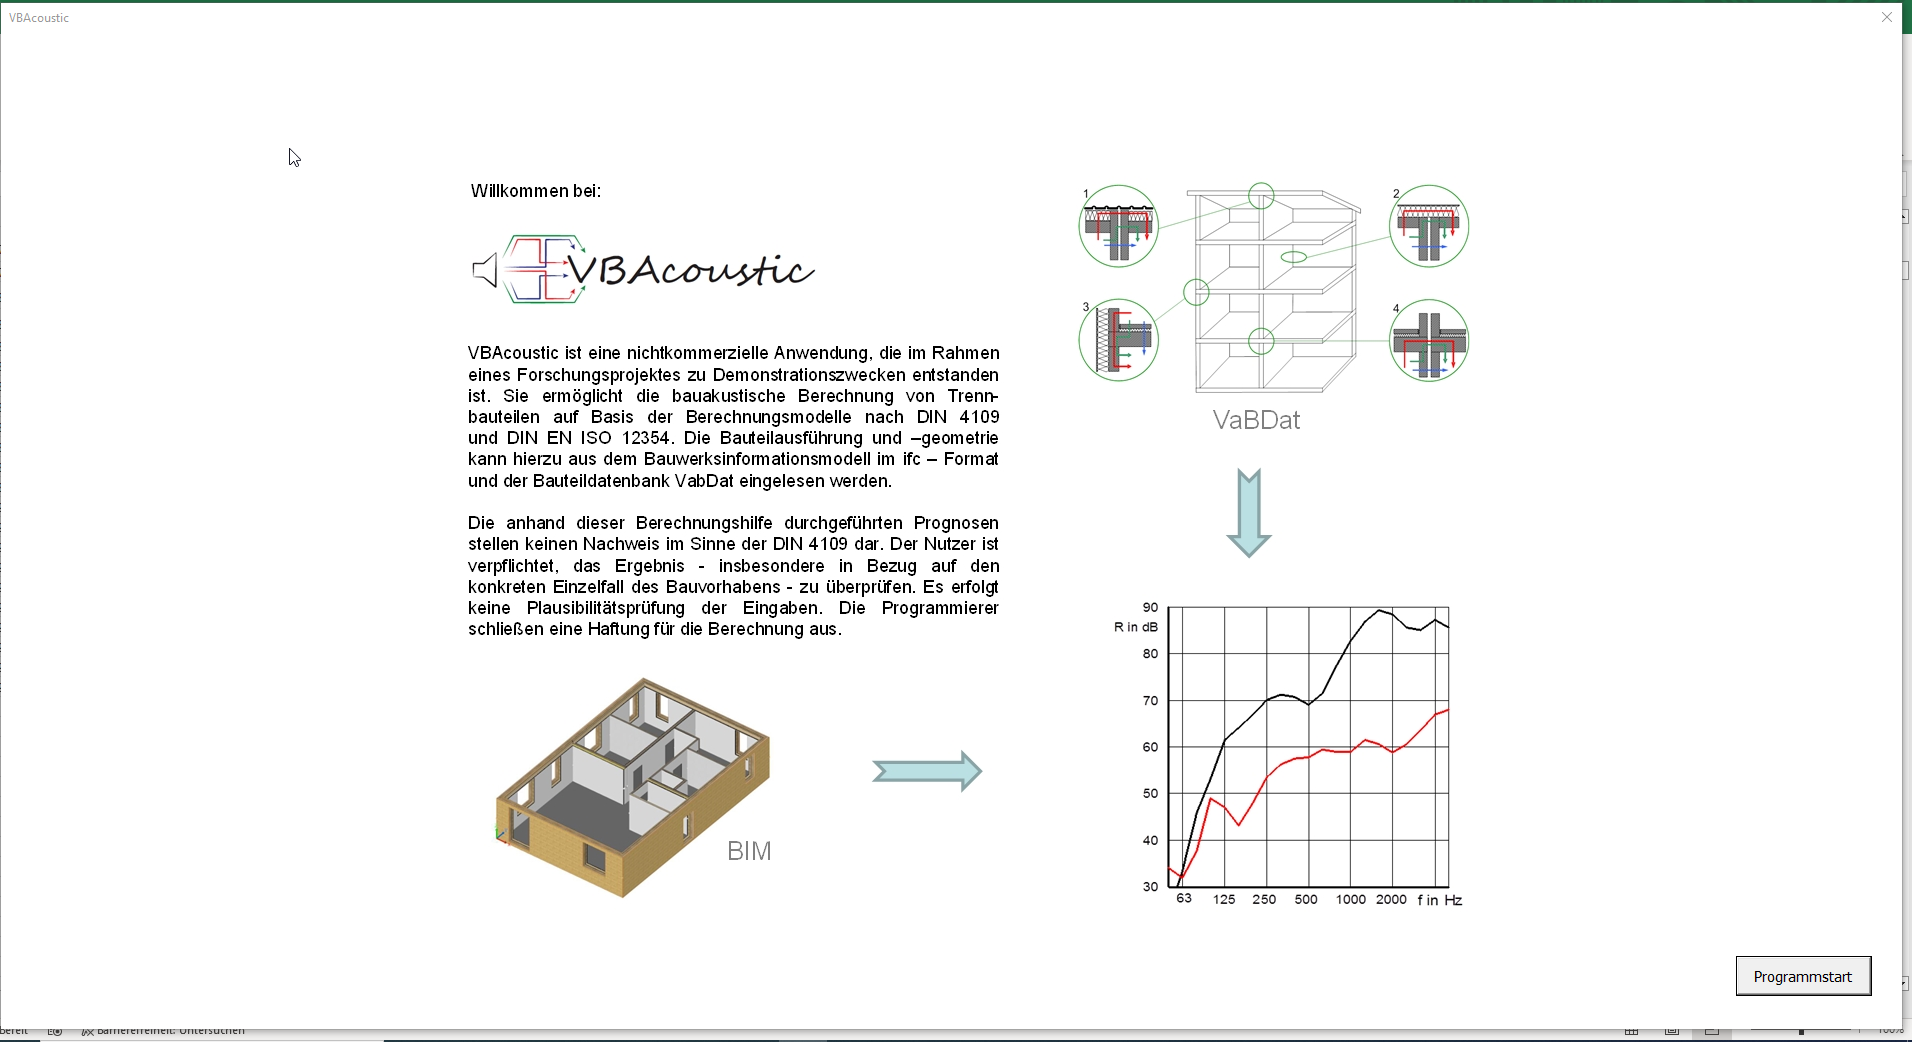 VBAcoustic
Willkommen bei:
VBAcoustic
VBAcoustic ist eine nichtkommerzielle Anwendung, die im Rahmen
eines Forschungsprojektes zu Demonstrationszwecken entstanden
ist. Sie ermöglicht die bauakustische Berechnung von Trenn-
bauteilen auf Basis der Berechnungsmodelle nach DIN 4109
und DIN EN ISO 12354. Die Bauteilausführung und –geometrie
kann hierzu aus dem Bauwerksinformationsmodell im ifc – Format
und der Bauteildatenbank VabDat eingelesen werden.
Die anhand dieser Berechnungshilfe durchgeführten Prognosen
stellen keinen Nachweis im Sinne der DIN 4109 dar. Der Nutzer ist
verpflichtet, das Ergebnis - insbesondere in Bezug auf den
konkreten Einzelfall des Bauvorhabens - zu überprüfen. Es erfolgt
keine Plausibilitätsprüfung der Eingaben. Die Programmierer
schließen eine Haftung für die Berechnung aus.
BIM
1
2
3
4
VaBDat
90
R in dB
80
70
60
50
40
30
63 125 250 500 1000 2000 f in Hz
Programmstart
Bereit
Barrierefreiheit: Untersuchen
100%